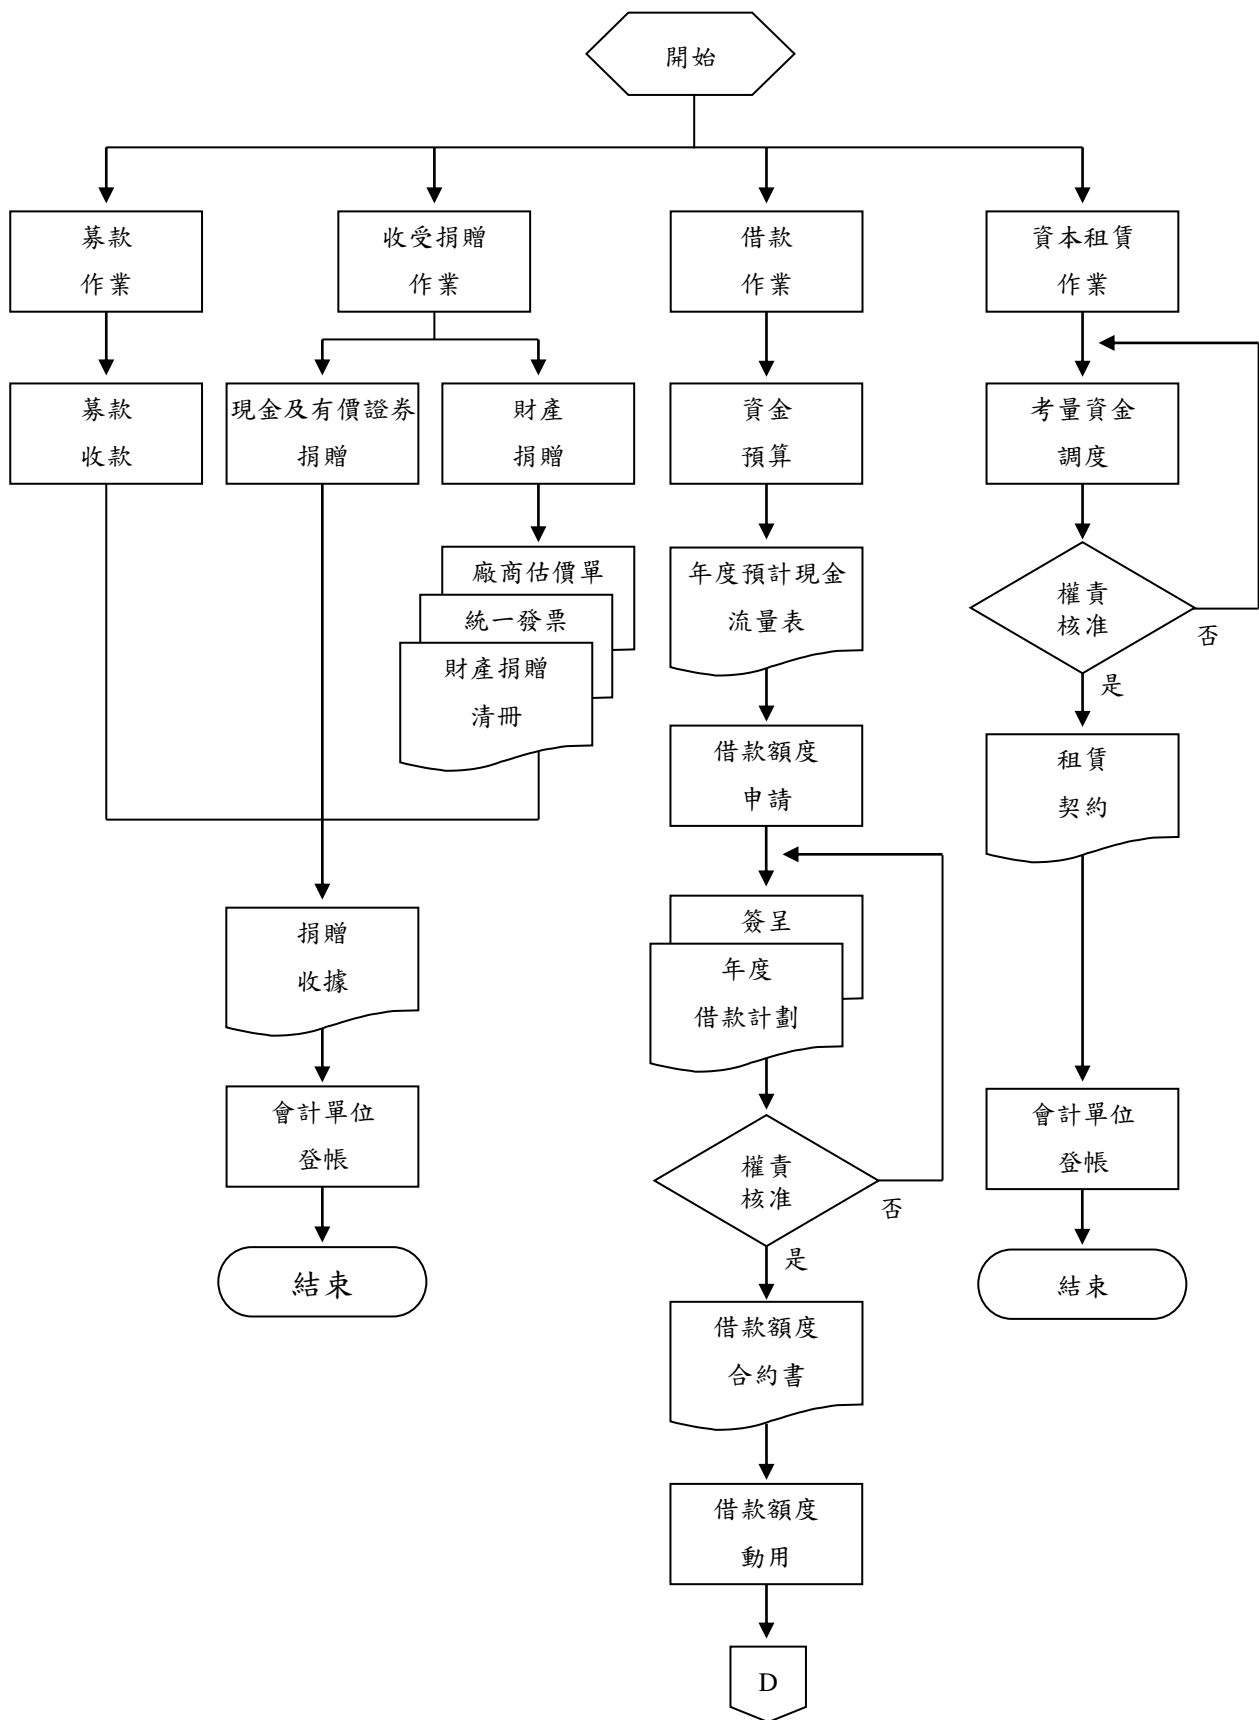 開始
募款
作業
收受捐贈
作業
借款
作業
資本租賃
作業
募款
收款
現金及有價證券
捐贈
財產
捐贈
資金
預算
考量資金
調度
廠商估價單
統一發票
財產捐贈
清冊
年度預計現金
流量表
權責
核准
否
是
借款額度
申請
租賃
契約
捐贈
收據
簽呈
年度
借款計劃
會計單位
登帳
權責
核准
否
是
會計單位
登帳
結束
結束
借款額度
合約書
借款額度
動用
D